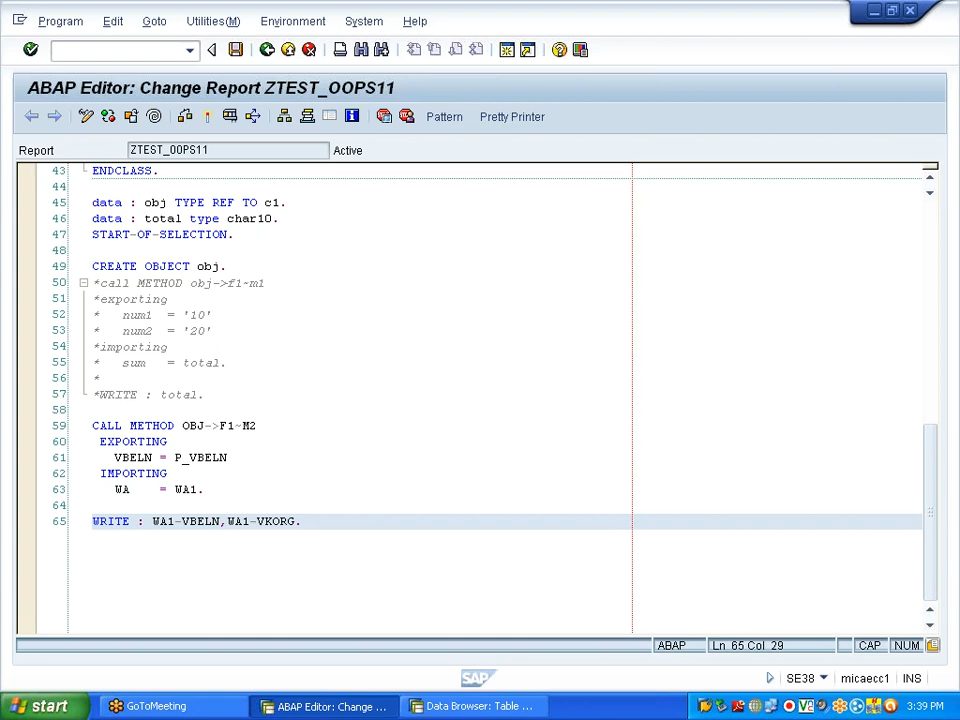 Program Edit Goto Utilities(M) Environment System Help
ABAP Editor: Change Report ZTEST_OOPS11
Pattern Pretty Printer
Report ZTEST_OOPS11 Active
43 ENDCLASS.
44
45 data : obj TYPE REF TO c1.
46 data : total type char10.
47 START-OF-SELECTION.
48
49 CREATE OBJECT obj.
50 *call METHOD obj->f1~m1
51 *exporting
52 * num1 = '10'
53 * num2 = '20'
54 *importing
55 * sum = total.
56 *
57 *WRITE : total.
58
59 CALL METHOD OBJ->F1~M2
60 EXPORTING
61 VBELN = P_VBELN
62 IMPORTING
63 WA = WA1.
64
65 WRITE : WA1-VBELN,WA1-VKORG.
ABAP Ln 65 Col 29 CAP NUM
SAP SE38 micaecc1 INS
start GoToMeeting ABAP Editor: Change ... Data Browser: Table ... 3:39 PM